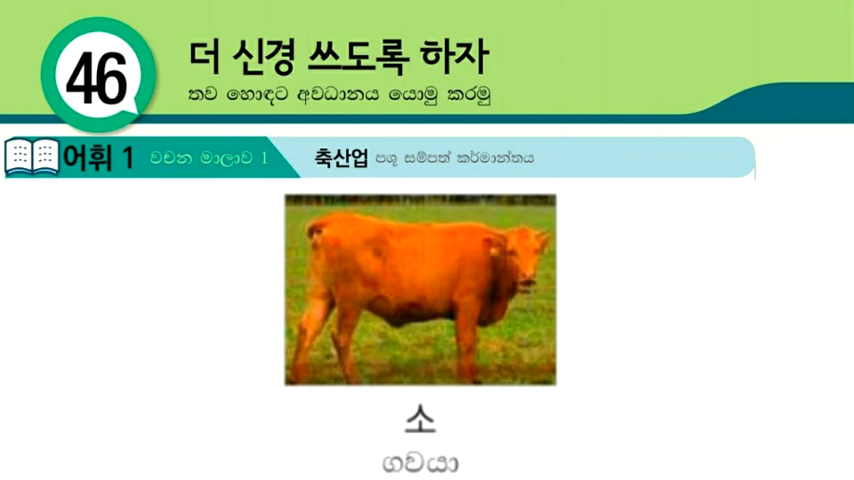 46
더 신경 쓰도록 하자
තව හොඳට අවධානය යොමු කරමු
어휘 1 වචන මාලාව 1 축산업 පශු සම්පත් කර්මාන්තය
소
ගවයා